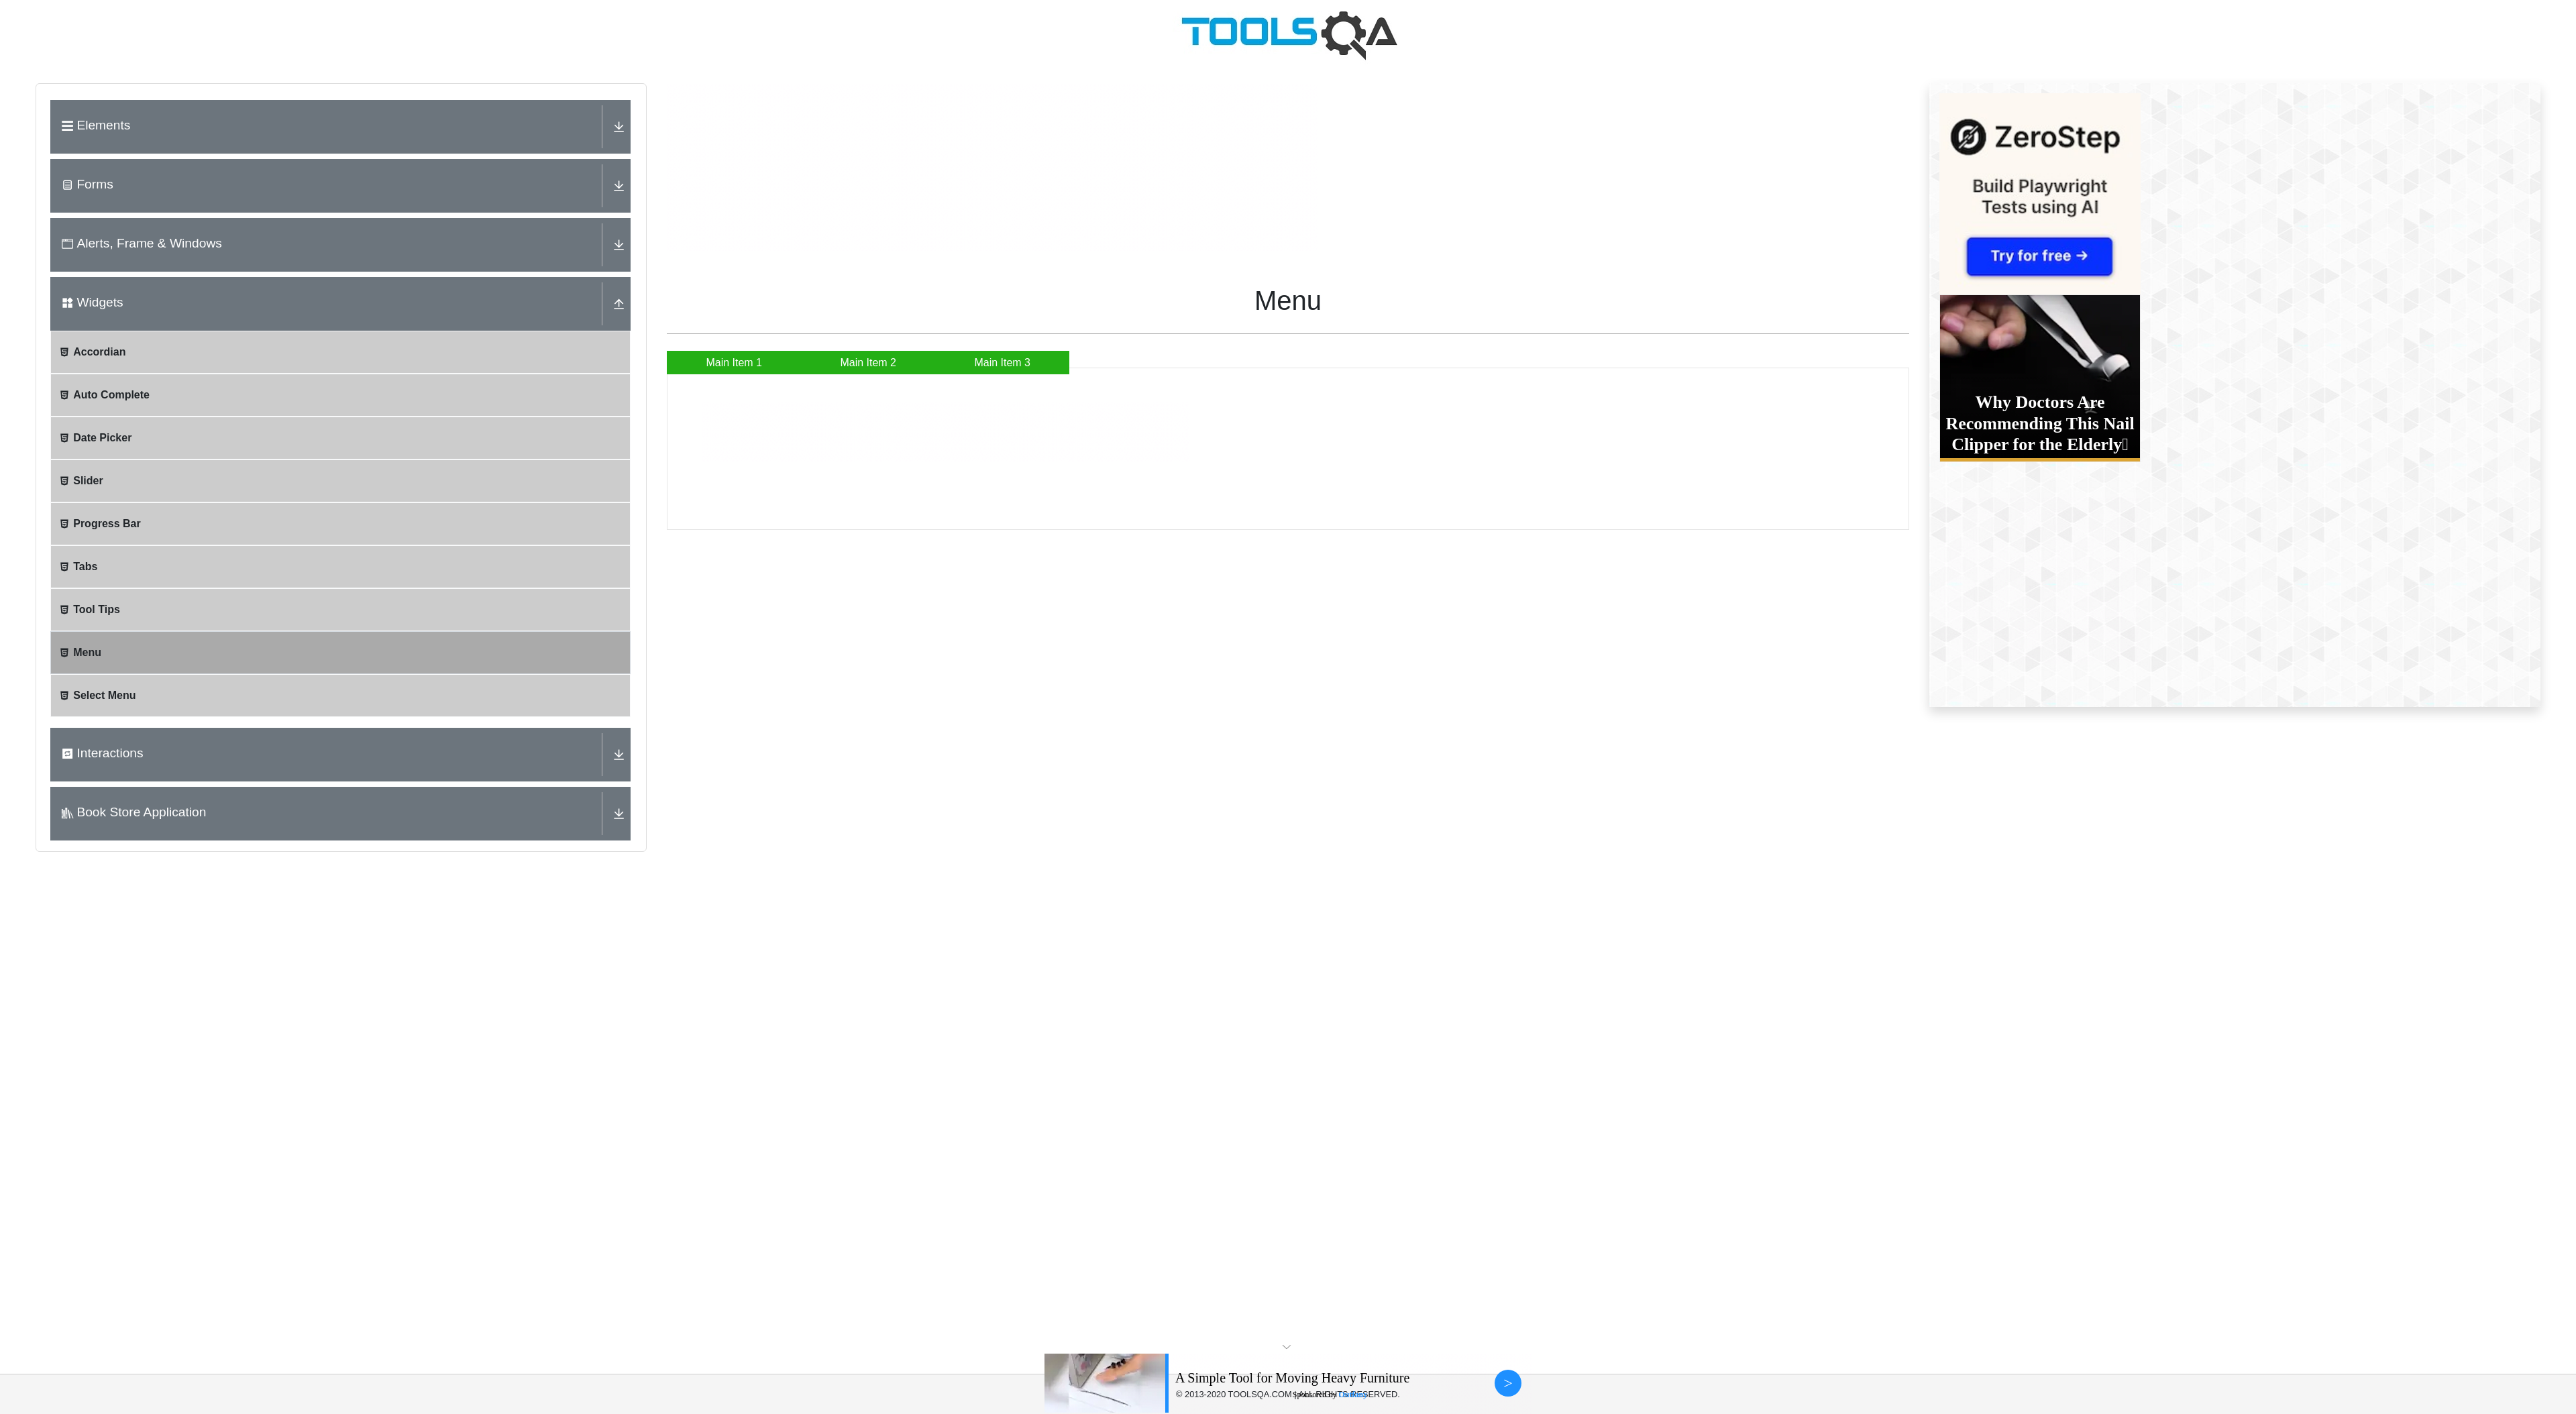 TOOLSQA
Elements
Forms
Alerts, Frame & Windows
Widgets
Accordian
Auto Complete
Date Picker
Slider
Progress Bar
Tabs
Tool Tips
Menu
Select Menu
Interactions
Book Store Application
Menu
Main Item 1
Main Item 2
Main Item 3
ZeroStep
Build Playwright
Tests using AI
Try for free →
Why Doctors Are
Recommending This Nail
Clipper for the Elderly
A Simple Tool for Moving Heavy Furniture
© 2013-2020 TOOLSQA.COM | ALL RIGHTS RESERVED.